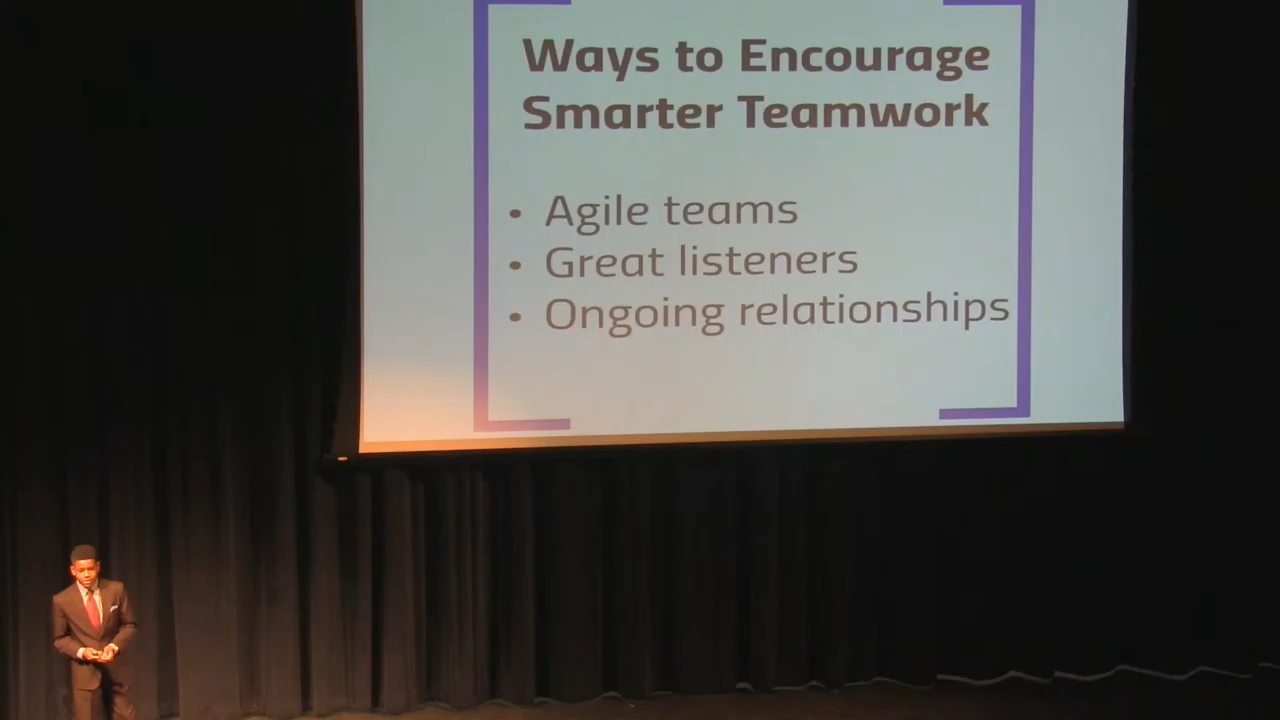 Ways to Encourage
Smarter Teamwork
• Agile teams
• Great listeners
• Ongoing relationships